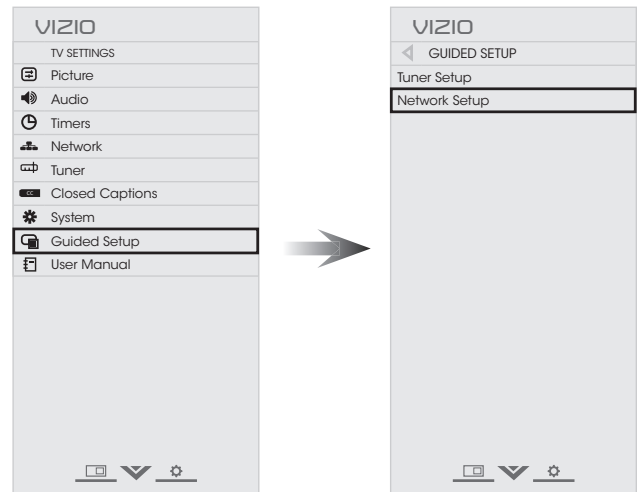 VIZIO
TV SETTINGS
Picture
Audio
Timers
Network
Tuner
CC
Closed Captions
System
Guided Setup
User Manual
VIZIO
GUIDED SETUP
Tuner Setup
Network Setup